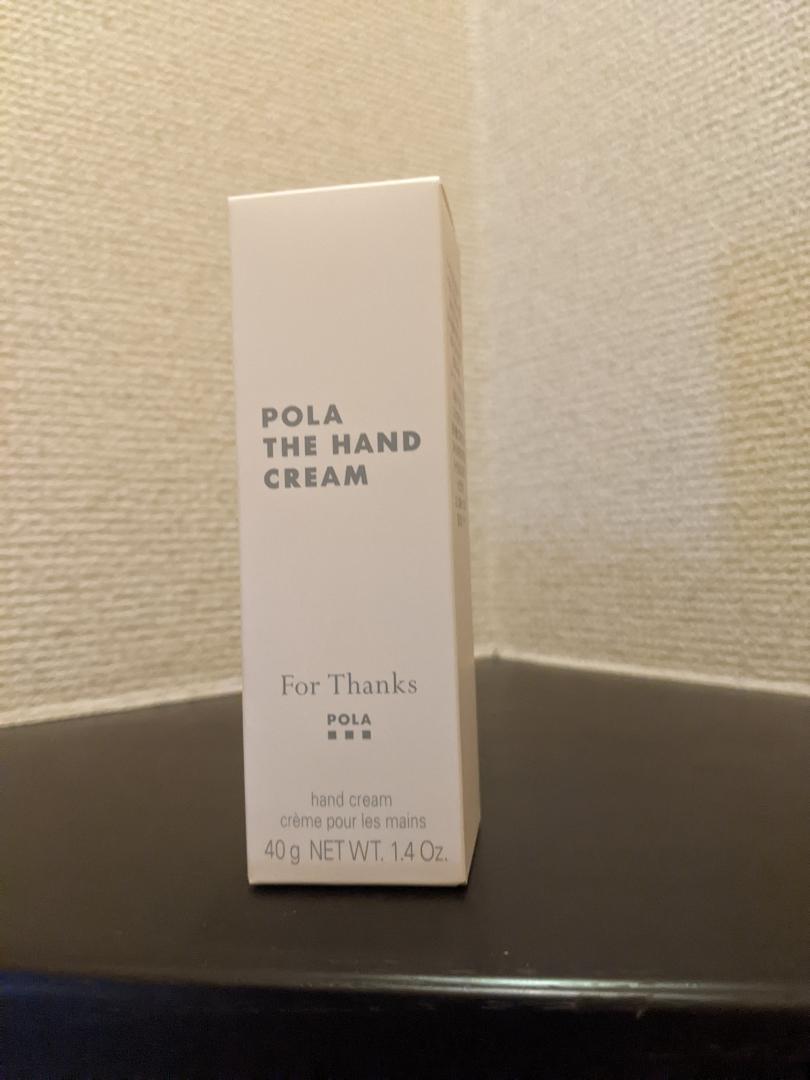 POLA
THE HAND
CREAM
For Thanks
POLA
hand cream
crème pour les mains
40 g NET WT. 1.4 Oz.